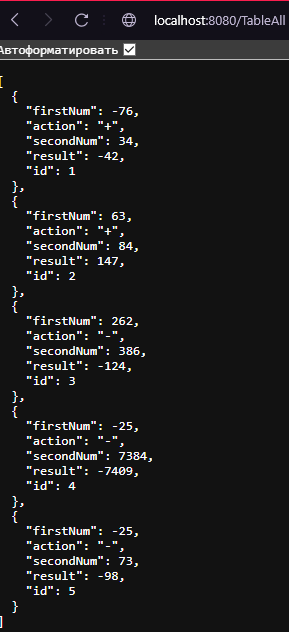 localhost:8080/TableAll
Автоформатировать
[
  {
    "firstNum": -76,
    "action": "+",
    "secondNum": 34,
    "result": -42,
    "id": 1
  },
  {
    "firstNum": 63,
    "action": "+",
    "secondNum": 84,
    "result": 147,
    "id": 2
  },
  {
    "firstNum": 262,
    "action": "-",
    "secondNum": 386,
    "result": -124,
    "id": 3
  },
  {
    "firstNum": -25,
    "action": "-",
    "secondNum": 7384,
    "result": -7409,
    "id": 4
  },
  {
    "firstNum": -25,
    "action": "-",
    "secondNum": 73,
    "result": -98,
    "id": 5
  }
]